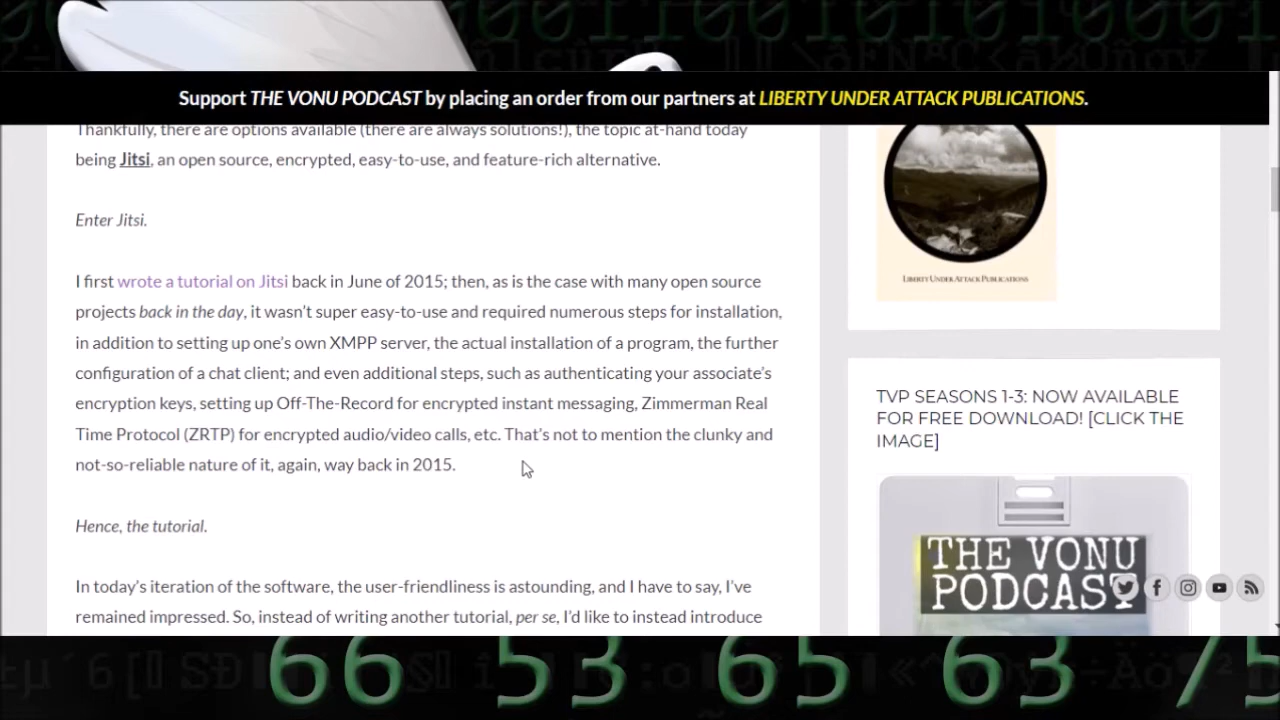 Support THE VONU PODCAST by placing an order from our partners at LIBERTY UNDER ATTACK PUBLICATIONS.
Thankfully, there are options available (there are always solutions!), the topic at-hand today
being Jitsi, an open source, encrypted, easy-to-use, and feature-rich alternative.
Enter Jitsi.
I first wrote a tutorial on Jitsi back in June of 2015; then, as is the case with many open source
projects back in the day, it wasn't super easy-to-use and required numerous steps for installation,
in addition to setting up one's own XMPP server, the actual installation of a program, the further
configuration of a chat client; and even additional steps, such as authenticating your associate's
encryption keys, setting up Off-The-Record for encrypted instant messaging, Zimmerman Real
Time Protocol (ZRTP) for encrypted audio/video calls, etc. That's not to mention the clunky and
not-so-reliable nature of it, again, way back in 2015.
Hence, the tutorial.
In today's iteration of the software, the user-friendliness is astounding, and I have to say, I've
remained impressed. So, instead of writing another tutorial, per se, I'd like to instead introduce
LIBERTY UNDER ATTACK PUBLICATIONS
TVP SEASONS 1-3: NOW AVAILABLE
FOR FREE DOWNLOAD! [CLICK THE
IMAGE]
THE VONU
PODCAST
66 53 65 63 75